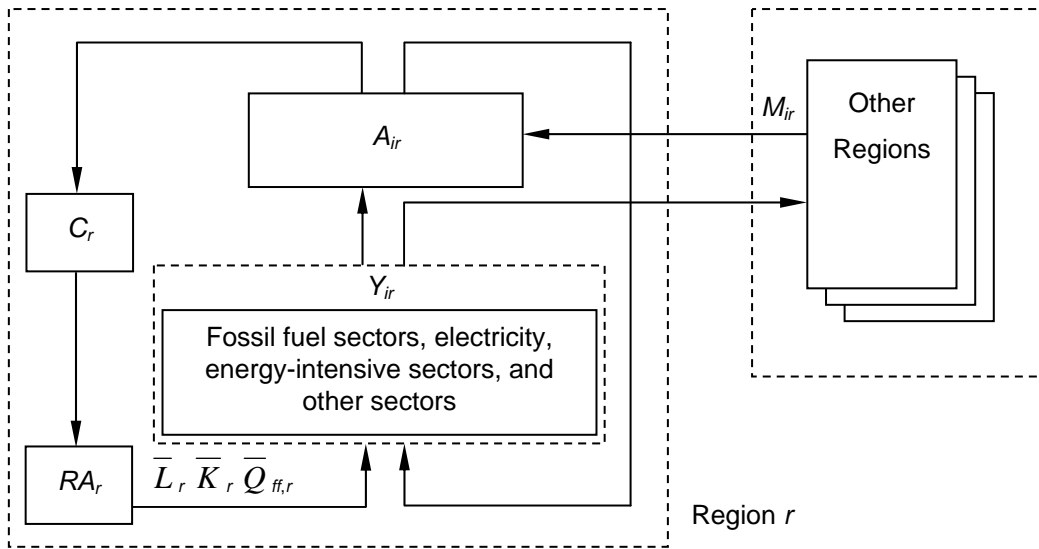 A_ir
M_ir
Other
Regions
C_r
Y_ir
Fossil fuel sectors, electricity,
energy-intensive sectors, and
other sectors
RA_r
L̅_r K̅_r Q̅_ff,r
Region r